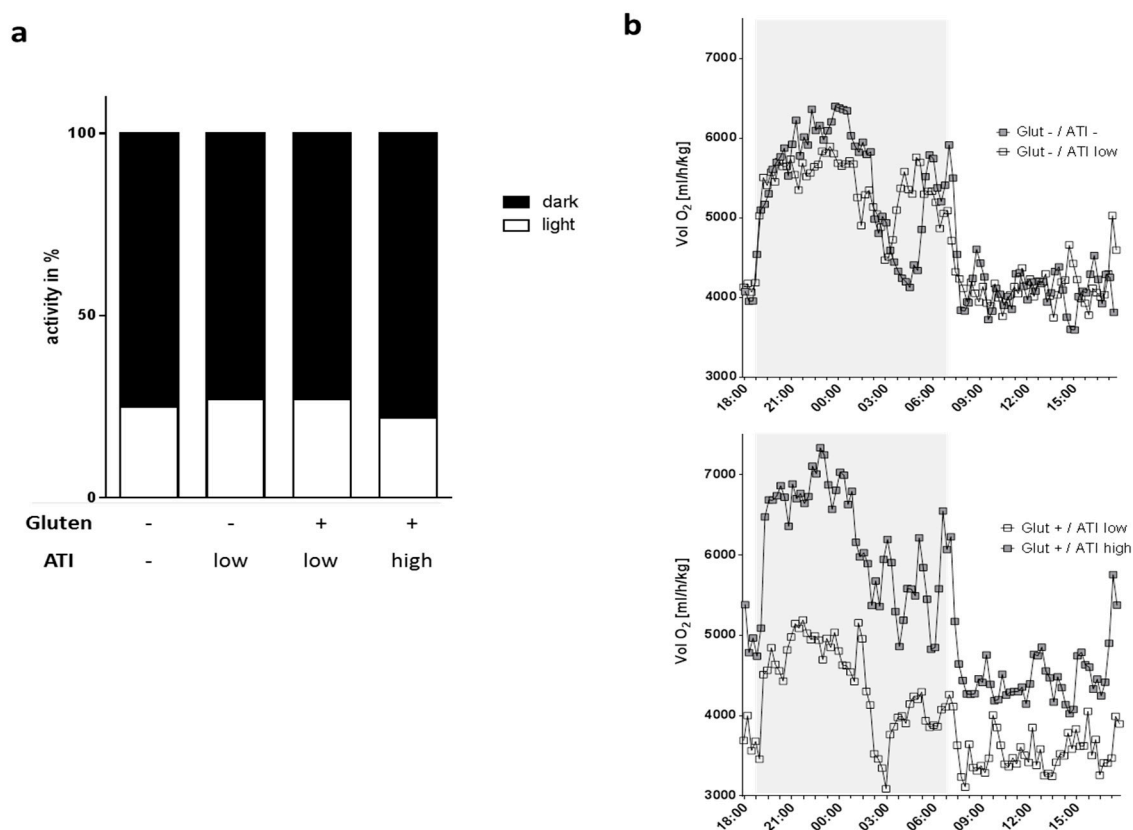 a
100
50
0
activity in %
dark
light
Gluten - - + +
ATI - low low high
b
7000
6000
5000
4000
3000
Vol O2 [ml/h/kg]
Glut - / ATI -
Glut - / ATI low
18:00 21:00 00:00 03:00 06:00 09:00 12:00 15:00
7000
6000
5000
4000
3000
Vol O2 [ml/h/kg]
Glut + / ATI low
Glut + / ATI high
18:00 21:00 00:00 03:00 06:00 09:00 12:00 15:00